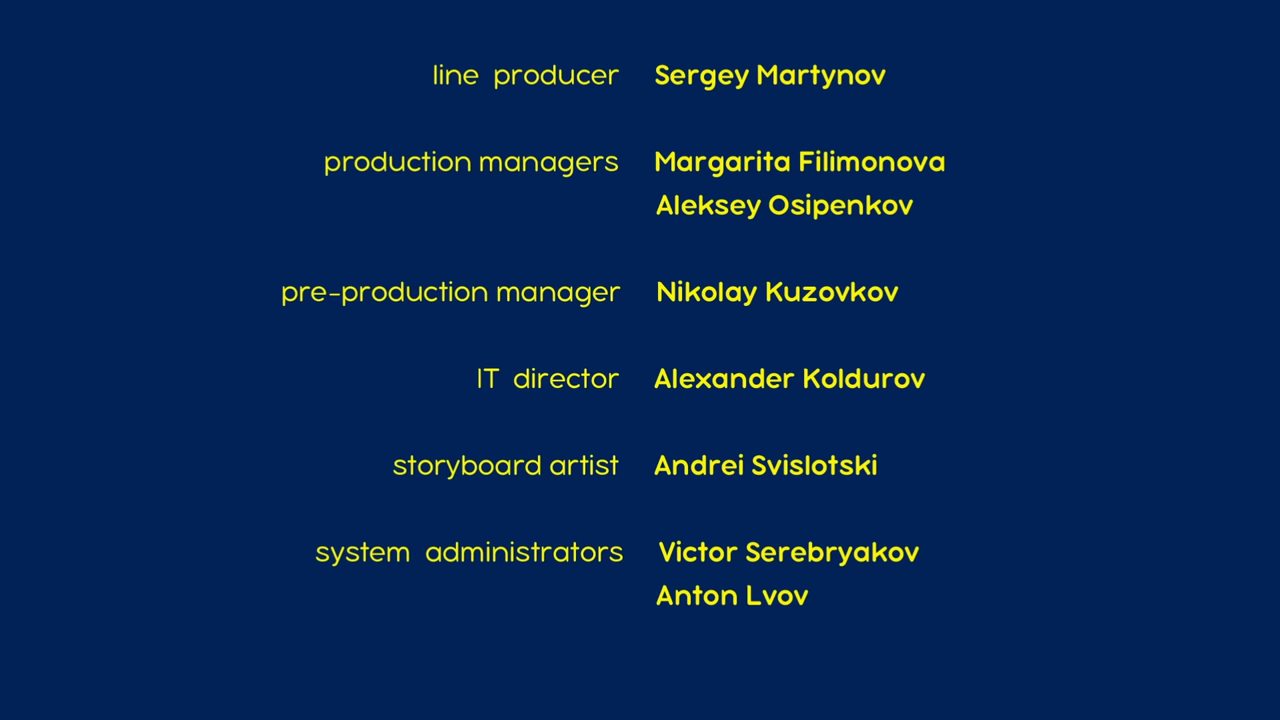 line producer Sergey Martynov
production managers Margarita Filimonova
Aleksey Osipenkov
pre-production manager Nikolay Kuzovkov
IT director Alexander Koldurov
storyboard artist Andrei Svislotski
system administrators Victor Serebryakov
Anton Lvov